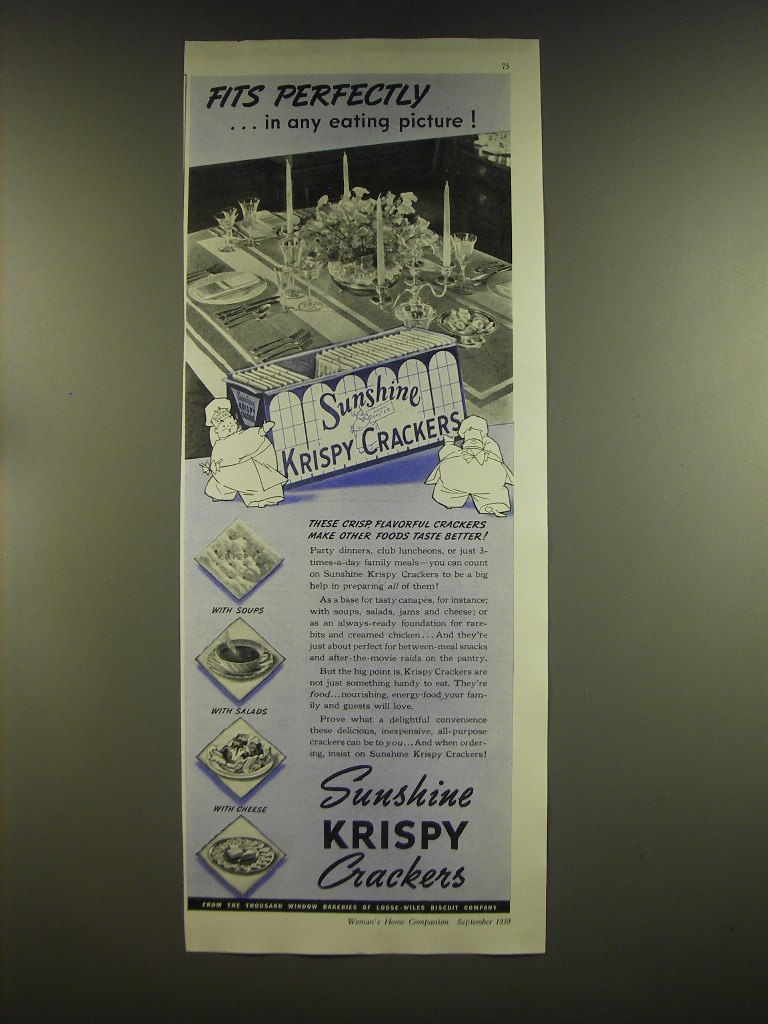 75
FITS PERFECTLY
... in any eating picture!
Sunshine
KRISPY CRACKERS
THESE CRISP, FLAVORFUL CRACKERS
MAKE OTHER FOODS TASTE BETTER!
Party dinners, club luncheons, or just 3-
times-a-day family meals—you can count
on Sunshine Krispy Crackers to be a big
help in preparing all of them!
As a base for tasty canapés, for instance;
with soups, salads, jams and cheese; or
as an always-ready foundation for rare-
bits and creamed chicken... And they're
just about perfect for between-meal snacks
and after-the-movie raids on the pantry.
But the big point is, Krispy Crackers are
not just something handy to eat. They're
food...nourishing, energy-food your fam-
ily and guests will love.
Prove what a delightful convenience
these delicious, inexpensive, all-purpose
crackers can be to you...And when order-
ing, insist on Sunshine Krispy Crackers!
KRISPY
WITH SOUPS
WITH SALADS
WITH CHEESE
Sunshine
KRISPY
Crackers
FROM THE THOUSAND WINDOW BAKERIES OF LOOSE-WILES BISCUIT COMPANY
Woman's Home Companion September 1939